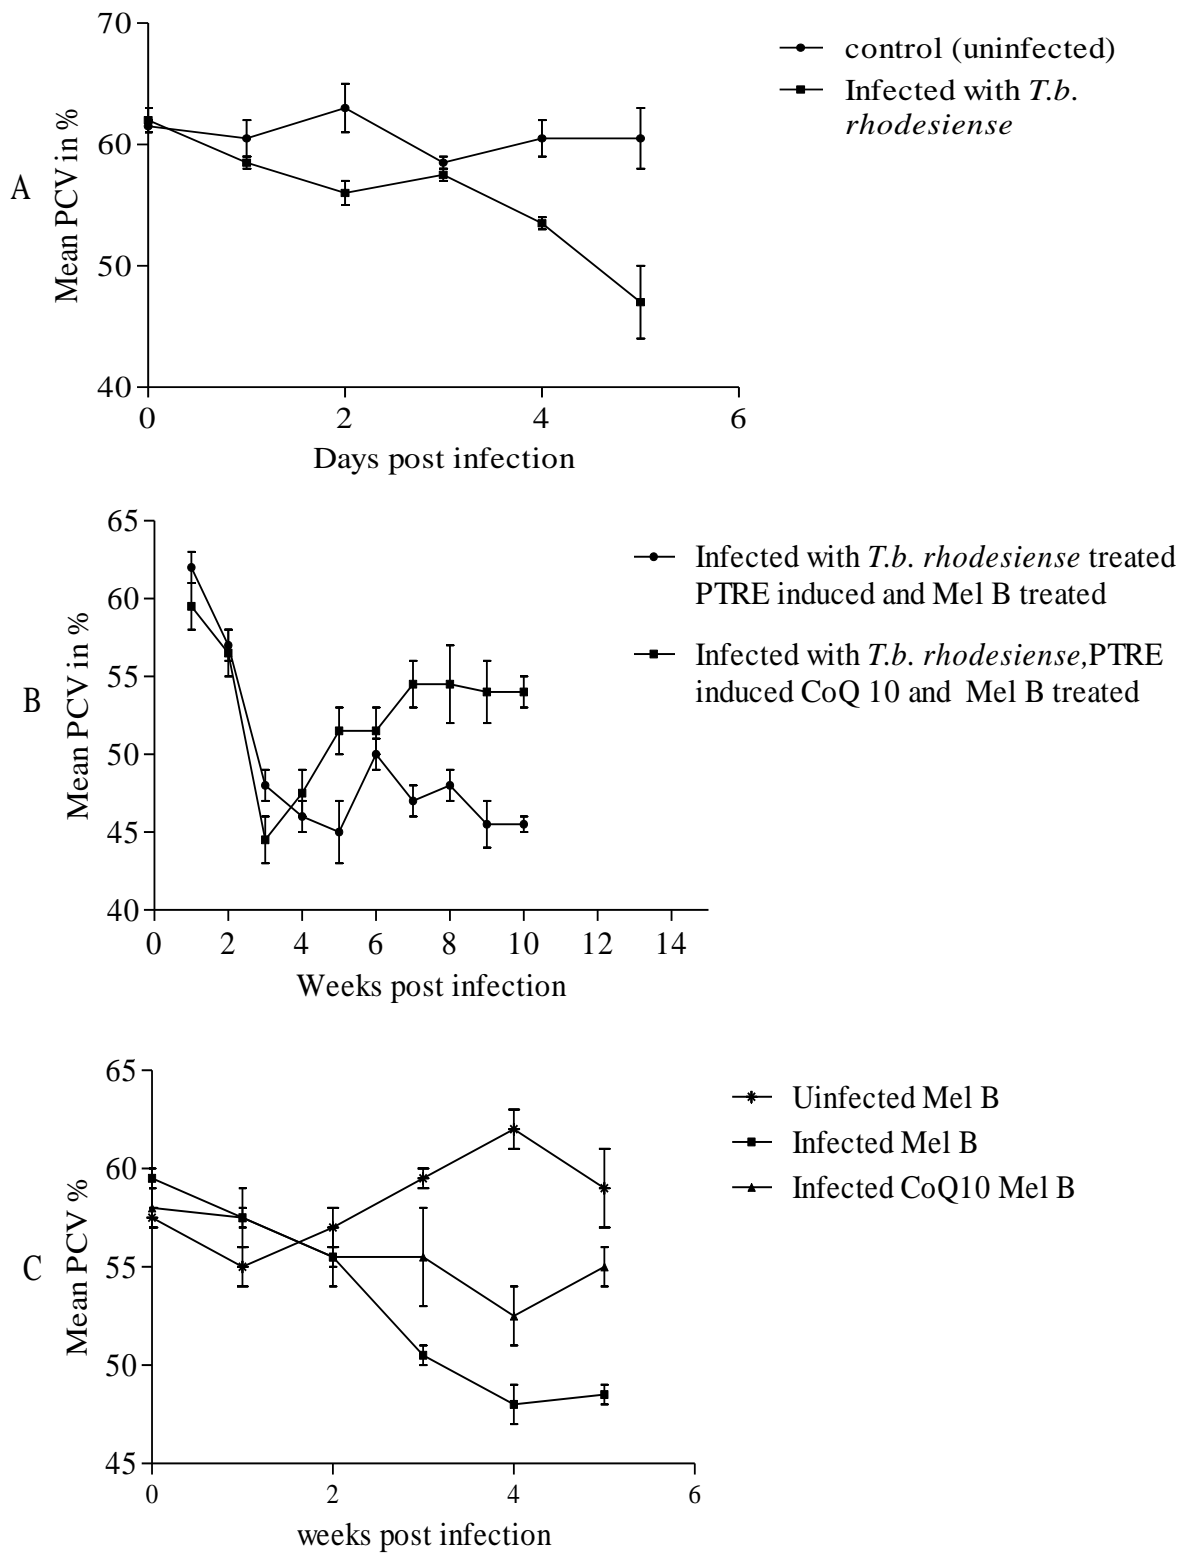 70
60
50
40
A
Mean PCV in %
0 2 4 6
Days post infection
control (uninfected)
Infected with T.b.
rhodesiense
65
60
55
50
45
40
B
Mean PCV in %
0 2 4 6 8 10 12 14
Weeks post infection
Infected with T.b. rhodesiense treated
PTRE induced and Mel B treated
Infected with T.b. rhodesiense,PTRE
induced CoQ 10 and Mel B treated
65
60
55
50
45
C
Mean PCV %
0 2 4 6
weeks post infection
Uinfected Mel B
Infected Mel B
Infected CoQ10 Mel B